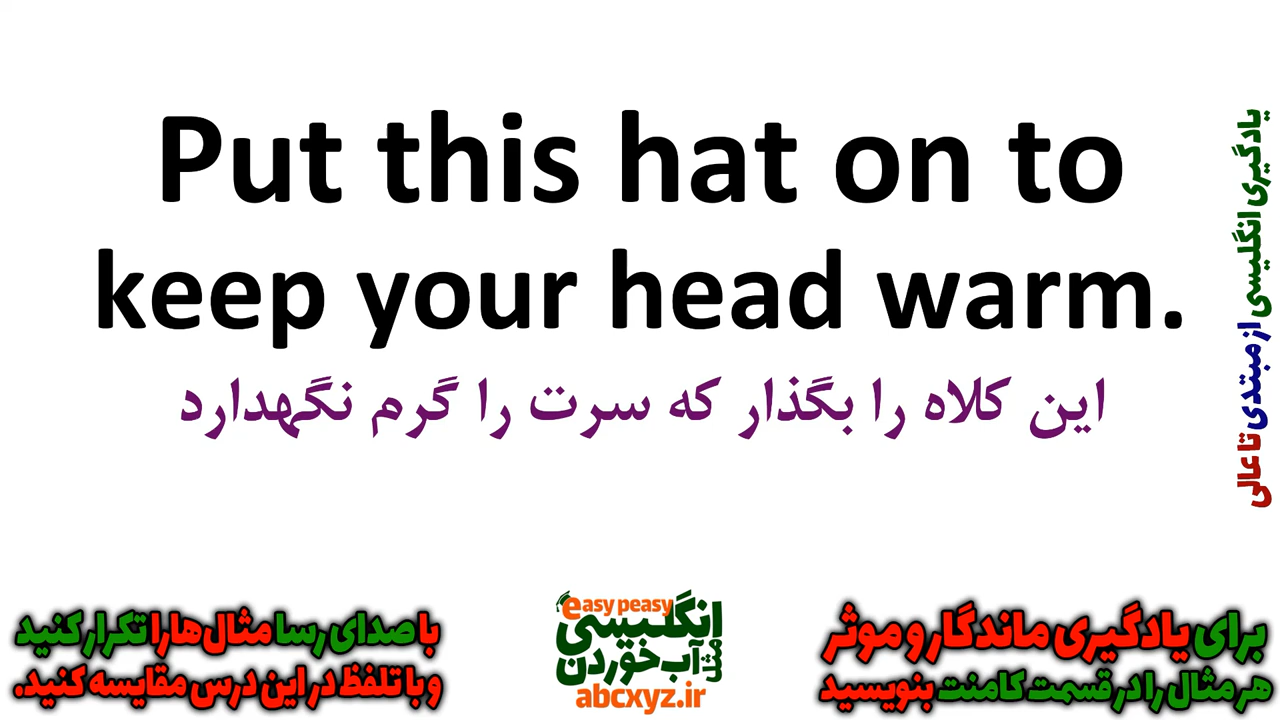 Put this hat on to
keep your head warm.
این کلاه را بگذار که سرت را گرم نگهدارد
یادگیری انگلیسی از مبتدی تا عالی
با صدای رسا مثال‌ها را تکرار کنید
و با تلفظ در این درس مقایسه کنید.
easy peasy
انگلیسی
مثل آب خوردن
abcxyz.ir
برای یادگیری ماندگار و موثر
هر مثال را در قسمت کامنت بنویسید